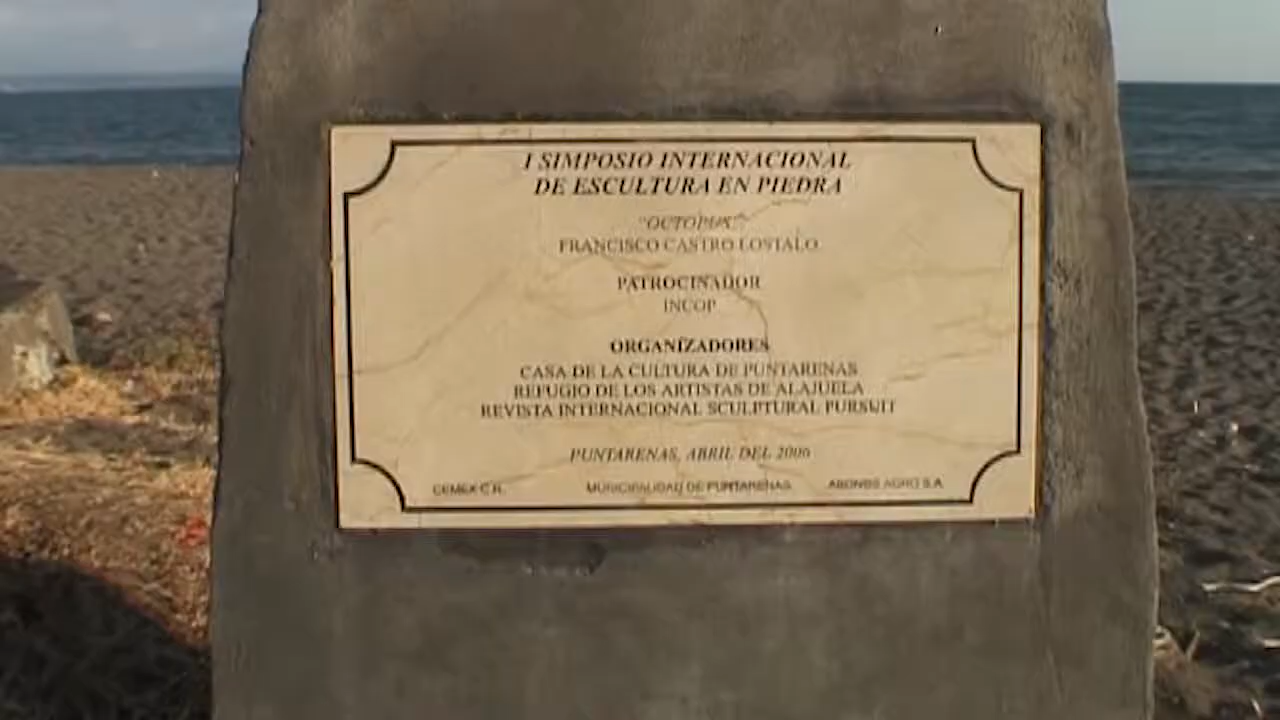 I SIMPOSIO INTERNACIONAL
DE ESCULTURA EN PIEDRA
"OCTOPUS"
FRANCISCO CASTRO LOSTALO
PATROCINADOR
INCOP
ORGANIZADORES
CASA DE LA CULTURA DE PUNTARENAS
REFUGIO DE LOS ARTISTAS DE ALAJUELA
REVISTA INTERNACIONAL SCULPTURAL PURSUIT
PUNTARENAS, ABRIL DEL 2006
CEMEX C.R. MUNICIPALIDAD DE PUNTARENAS ABONOS AGRO S.A